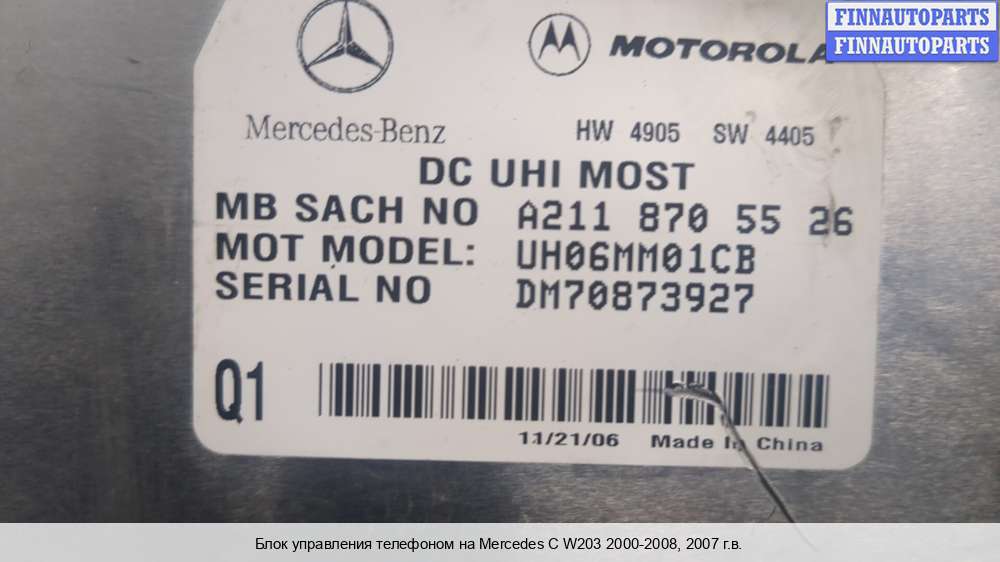 FINNAUTOPARTS
FINNAUTOPARTS
MOTOROLA
Mercedes-Benz
HW 4905 SW 4405
DC UHI MOST
MB SACH NO A211 870 55 26
MOT MODEL: UH06MM01CB
SERIAL NO DM70873927
Q1
11/21/06 Made In China
Блок управления телефоном на Mercedes C W203 2000-2008, 2007 г.в.